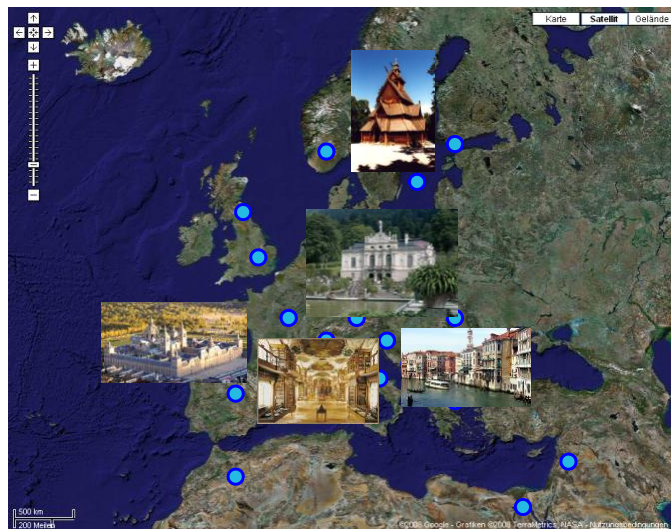 Karte Satellit Gelände
500 km
200 Meilen
©2008 Google - Grafiken ©2008 TerraMetrics, NASA - Nutzungsbedingungen